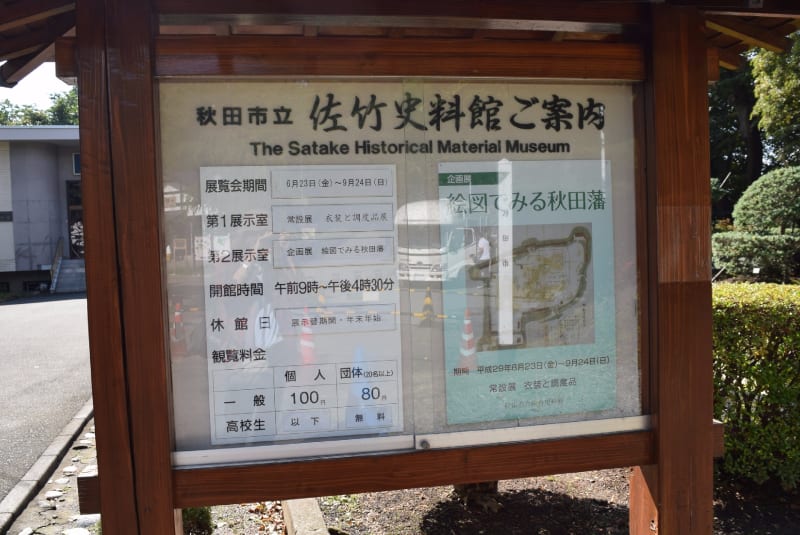 秋田市立 佐竹史料館ご案内
The Satake Historical Material Museum
展覧会期間 6月23日(金)～9月24日(日)
第1展示室 常設展 衣装と調度品展
第2展示室 企画展 絵図でみる秋田藩
開館時間 午前9時～午後4時30分
休館日 展示替期間・年末年始
観覧料金
個人 団体(20名以上)
一般 100円 80円
高校生 以下 無料
企画展
絵図でみる秋田藩
期間 平成29年6月23日(金)～9月24日(日)
常設展 衣装と調度品